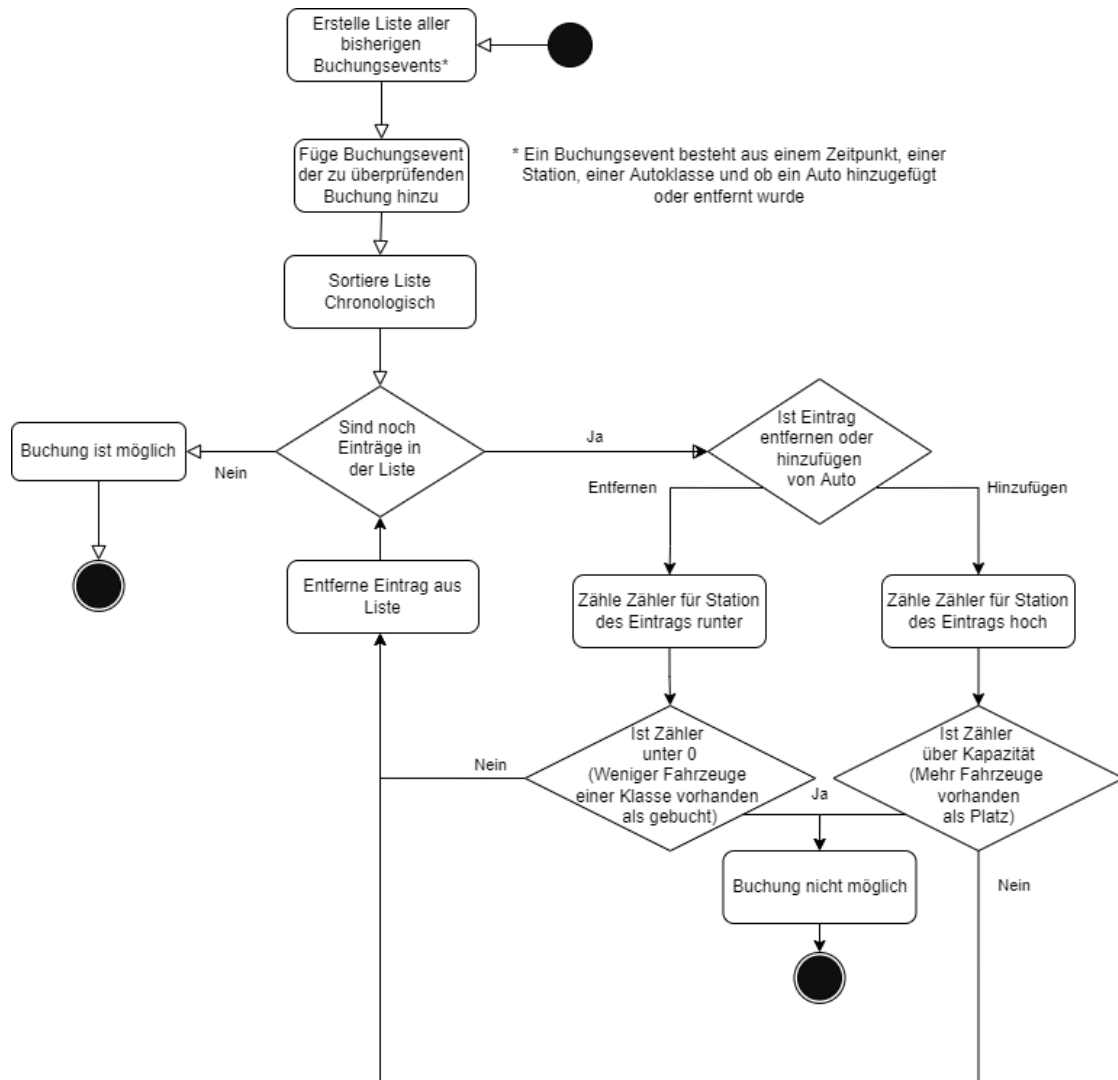 Erstelle Liste aller
bisherigen
Buchungsevents*
Füge Buchungsevent
der zu überprüfenden
Buchung hinzu
* Ein Buchungsevent besteht aus einem Zeitpunkt, einer
Station, einer Autoklasse und ob ein Auto hinzugefügt
oder entfernt wurde
Sortiere Liste
Chronologisch
Sind noch
Einträge in
der Liste
Ja
Nein
Buchung ist möglich
Ist Eintrag
entfernen oder
hinzufügen
von Auto
Entfernen
Hinzufügen
Entferne Eintrag aus
Liste
Zähle Zähler für Station
des Eintrags runter
Zähle Zähler für Station
des Eintrags hoch
Ist Zähler
unter 0
(Weniger Fahrzeuge
einer Klasse vorhanden
als gebucht)
Nein
Ja
Ist Zähler
über Kapazität
(Mehr Fahrzeuge
vorhanden
als Platz)
Buchung nicht möglich
Nein